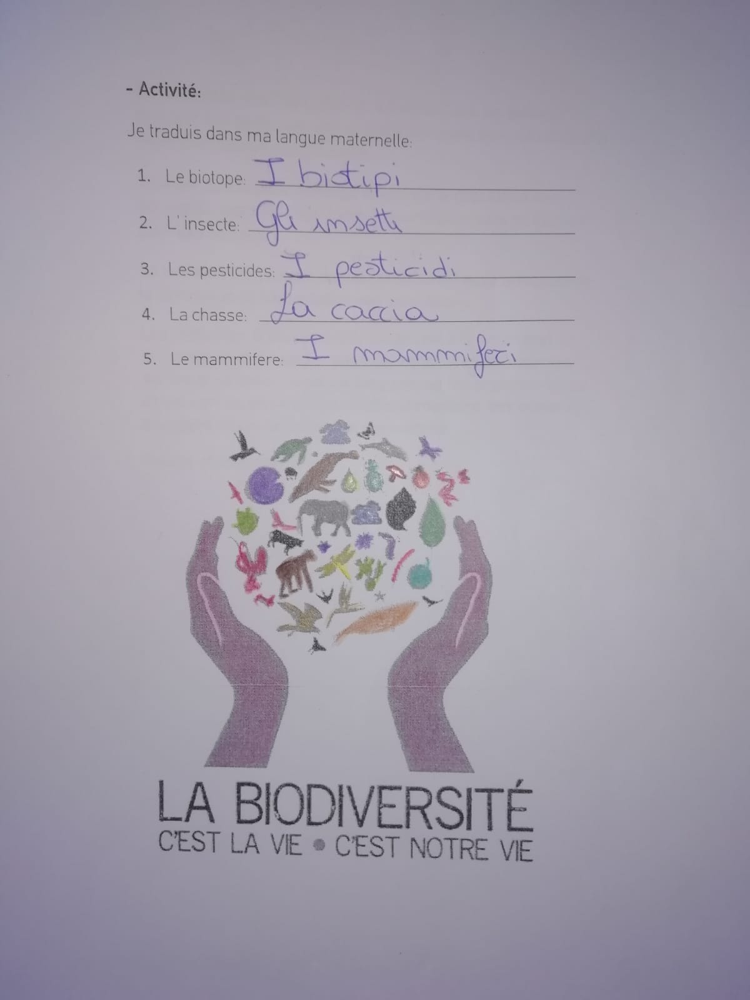 - Activité:
Je traduis dans ma langue maternelle:
1. Le biotope: I biotipi
2. L'insecte: Gli insetti
3. Les pesticides: I pesticidi
4. La chasse: La caccia
5. Le mammifere: I mammiferi
LA BIODIVERSITÉ
C'EST LA VIE • C'EST NOTRE VIE